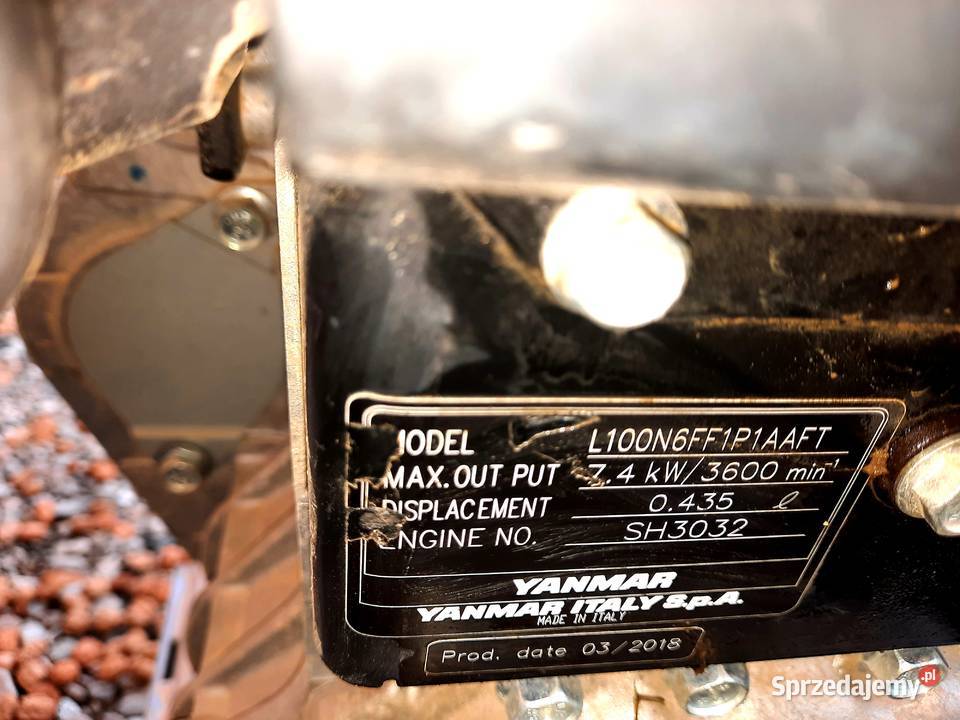 MODEL L100N6FF1P1AAFT
MAX. OUT PUT 7.4 kW/3600 min⁻¹
DISPLACEMENT 0.435 ℓ
ENGINE NO. SH3032
YANMAR
YANMAR ITALY S.p.A.
MADE IN ITALY
Prod. date 03/2018
Sprzedajemy.pl